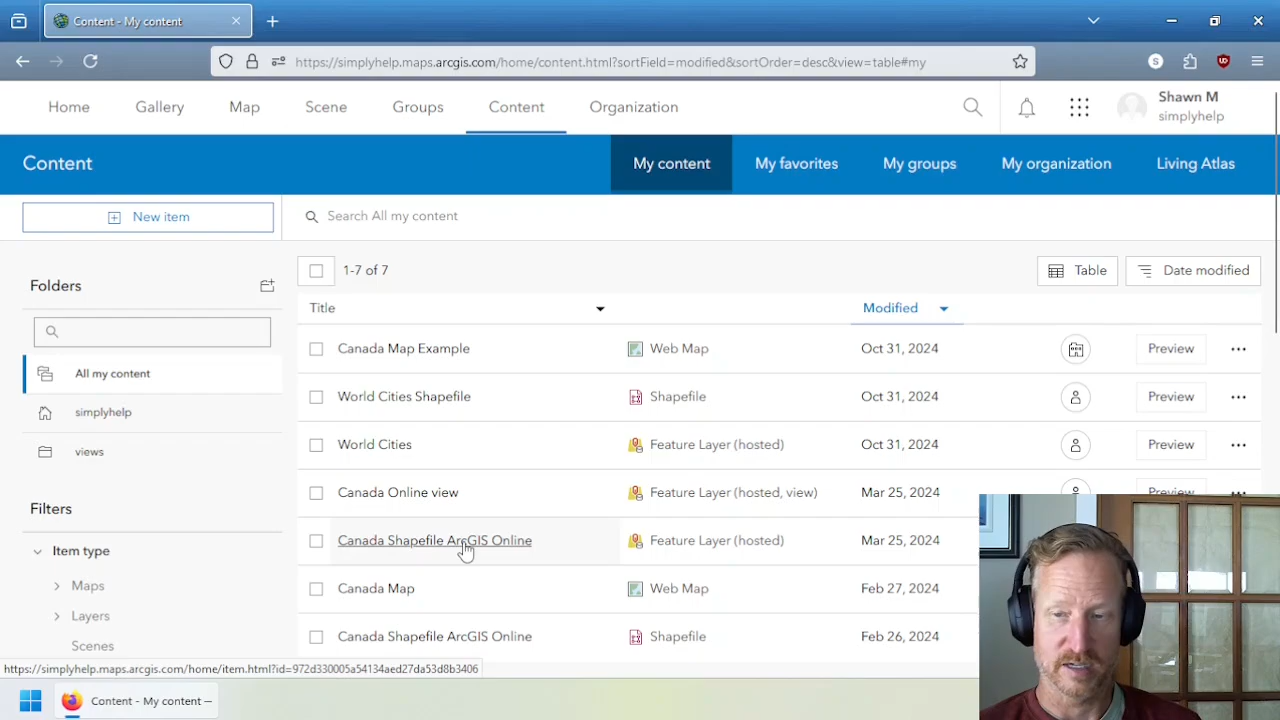 Content - My content
https://simplyhelp.maps.arcgis.com/home/content.html?sortField=modified&sortOrder=desc&view=table#my
S
Home Gallery Map Scene Groups Content Organization
Shawn M
simplyhelp
Content My content My favorites My groups My organization Living Atlas
New item
Search All my content
Folders
1-7 of 7
Table
Date modified
Title Modified
Canada Map Example Web Map Oct 31, 2024 Preview
All my content
World Cities Shapefile Shapefile Oct 31, 2024 Preview
simplyhelp
World Cities Feature Layer (hosted) Oct 31, 2024 Preview
views
Canada Online view Feature Layer (hosted, view) Mar 25, 2024 Preview
Filters
Canada Shapefile ArcGIS Online Feature Layer (hosted) Mar 25, 2024
Item type
Maps
Canada Map Web Map Feb 27, 2024
Layers
Canada Shapefile ArcGIS Online Shapefile Feb 26, 2024
Scenes
https://simplyhelp.maps.arcgis.com/home/item.html?id=972d330005a54134aed27da53d8b3406
Content - My content —